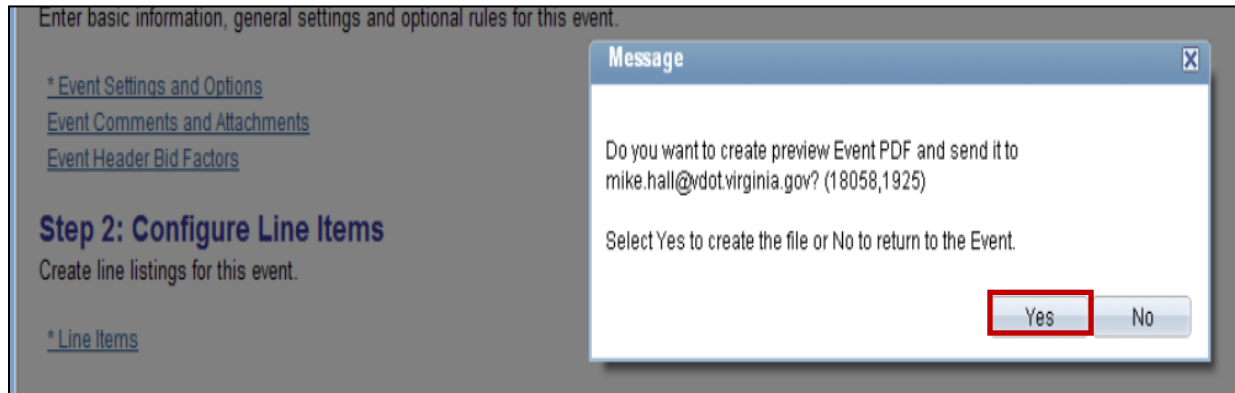 Enter basic information, general settings and optional rules for this event.
* Event Settings and Options
Event Comments and Attachments
Event Header Bid Factors
Step 2: Configure Line Items
Create line listings for this event.
* Line Items
Message
Do you want to create preview Event PDF and send it to
mike.hall@vdot.virginia.gov? (18058,1925)
Select Yes to create the file or No to return to the Event.
Yes No